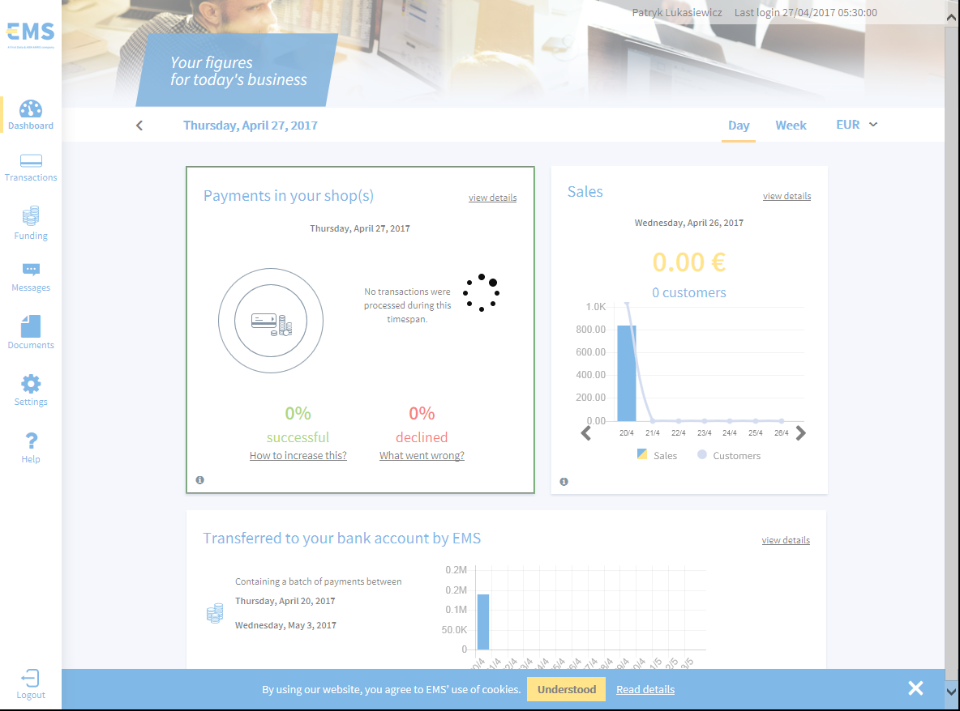 Patryk Lukasiewicz Last login 27/04/2017 05:30:00
EMS
Your figures
for today's business
Dashboard
Transactions
Funding
Messages
Documents
Settings
Help
Logout
Thursday, April 27, 2017
Day Week EUR
Payments in your shop(s) view details
Thursday, April 27, 2017
No transactions were
processed during this
timespan.
0% 0%
successful declined
How to increase this? What went wrong?
Sales view details
Wednesday, April 26, 2017
0.00 €
0 customers
1.0K
800.00
600.00
400.00
200.00
0.00
20/4 21/4 22/4 23/4 24/4 25/4 26/4
Sales Customers
Transferred to your bank account by EMS view details
Containing a batch of payments between
Thursday, April 20, 2017
Wednesday, May 3, 2017
0.2M
0.2M
0.1M
50.0K
0
By using our website, you agree to EMS' use of cookies. Understood Read details